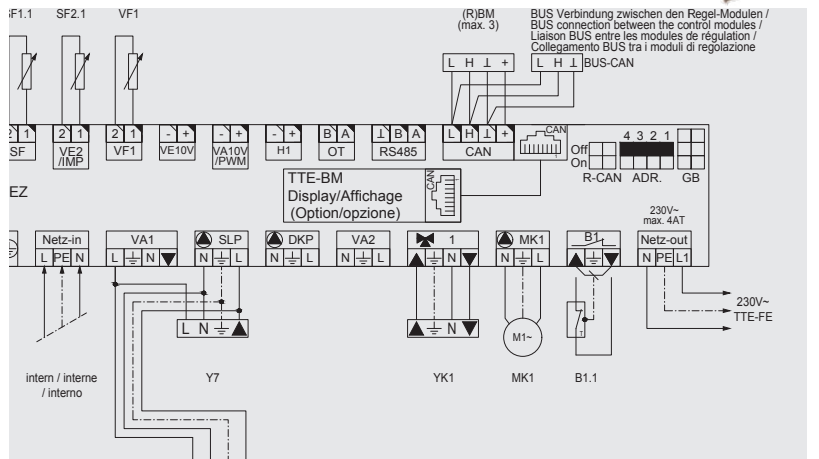 SF2.1 VF1 (R)BM BUS Verbindung zwischen den Regel-Modulen /
(max. 3) BUS connection between the control modules /
Liaison BUS entre les modules de régulation /
Collegamento BUS tra i moduli di regolazione
L H ⊥ + L H ⊥ BUS-CAN
2 1 2 1 2 1 - + - + - + B A ⊥ B A L H ⊥ + CAN 4 3 2 1
SF VE2 VF1 VE10V VA10V H1 OT RS485 CAN Off
/IMP /PWM On
R-CAN ADR. GB
EZ
TTE-BM CAN
Display/Affichage
(Option/opzione)
230V~
max. 4AT
Netz-in VA1 SLP DKP VA2 1 MK1 B1 Netz-out
L PE N L N N L N L N L N N L N PE L1
L N
M1~
T
230V~
TTE-FE
intern / interne
/ interno
Y7 YK1 MK1 B1.1